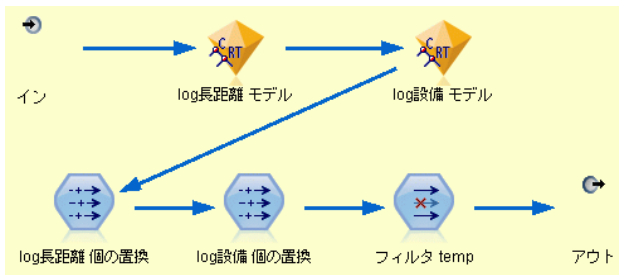 イン
C RT
log長距離 モデル
C RT
log設備 モデル
log長距離 個の置換
log設備 個の置換
フィルタ temp
アウト